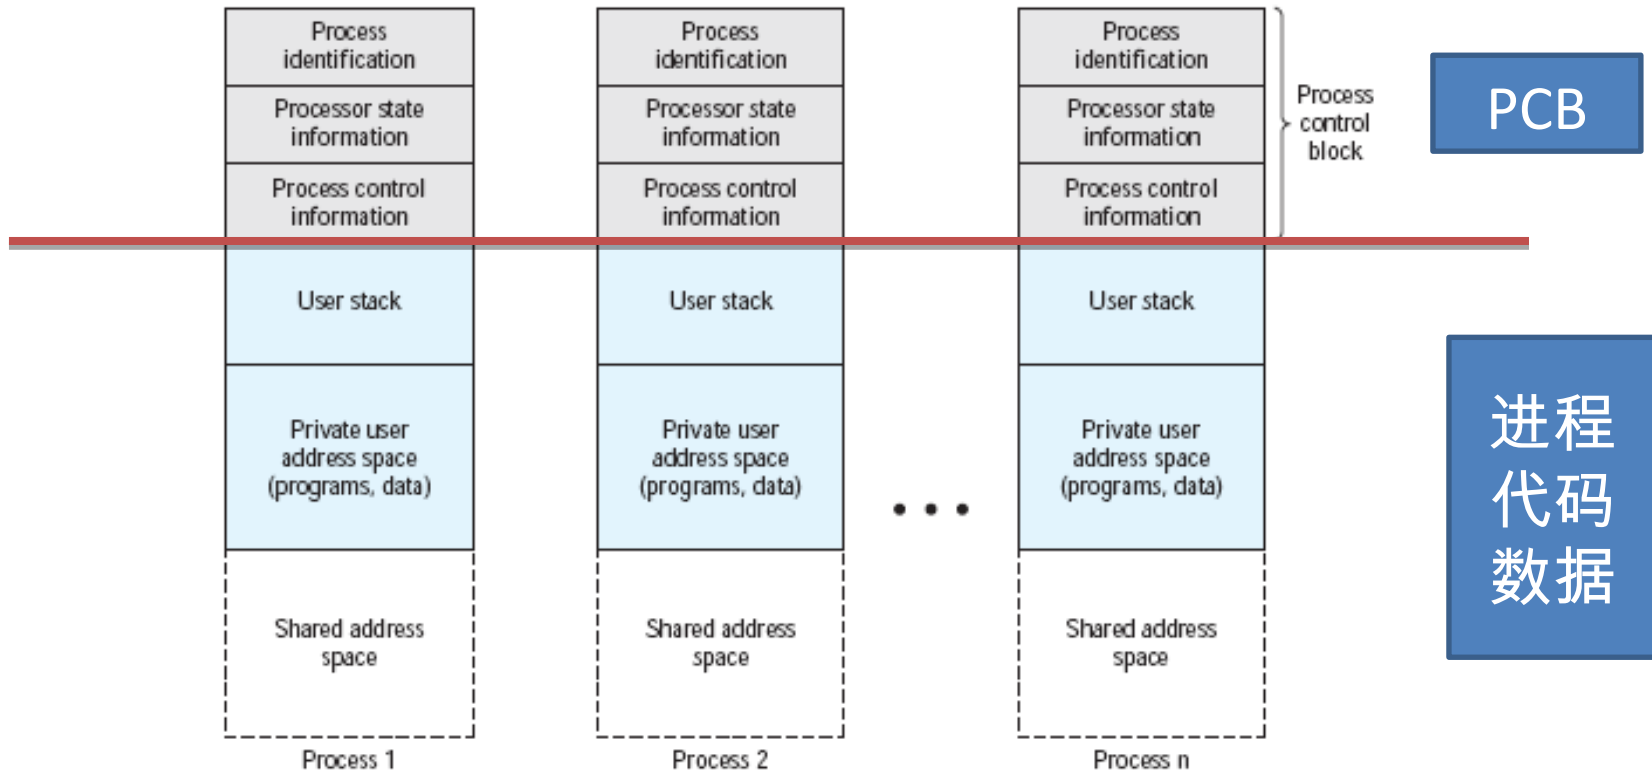 Process
identification
Processor state
information
Process control
information
User stack
Private user
address space
(programs, data)
Shared address
space
Process 1
Process
identification
Processor state
information
Process control
information
User stack
Private user
address space
(programs, data)
Shared address
space
Process 2
• • •
Process
identification
Processor state
information
Process control
information
User stack
Private user
address space
(programs, data)
Shared address
space
Process n
Process
control
block
PCB
进程
代码
数据